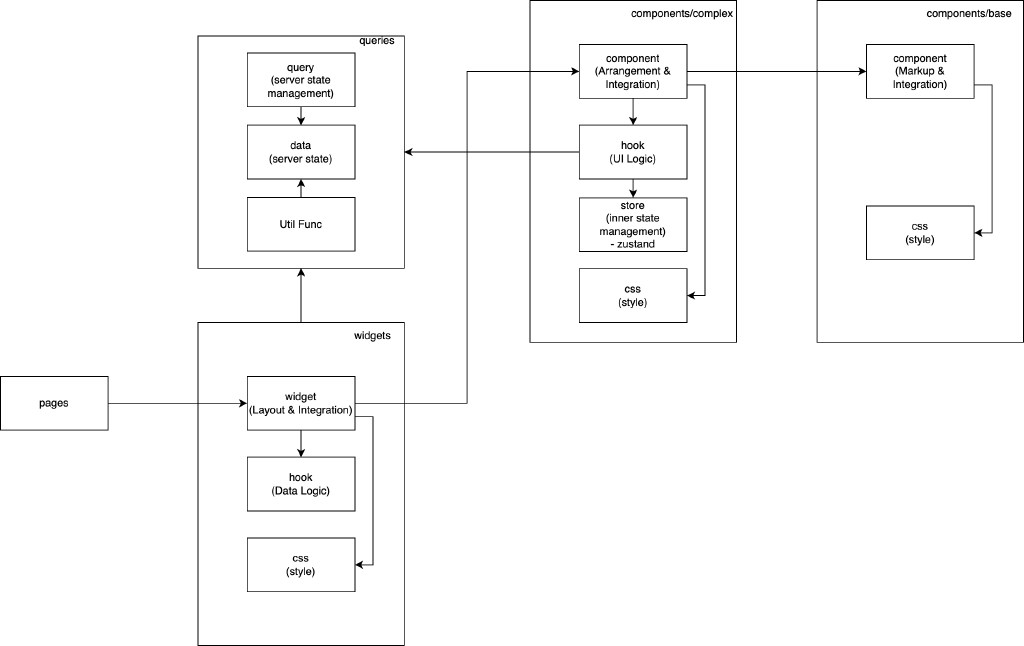 components/complex
components/base
queries
query
(server state
management)
data
(server state)
Util Func
component
(Arrangement &
Integration)
hook
(UI Logic)
store
(inner state
management)
- zustand
css
(style)
component
(Markup &
Integration)
css
(style)
widgets
pages
widget
(Layout & Integration)
hook
(Data Logic)
css
(style)